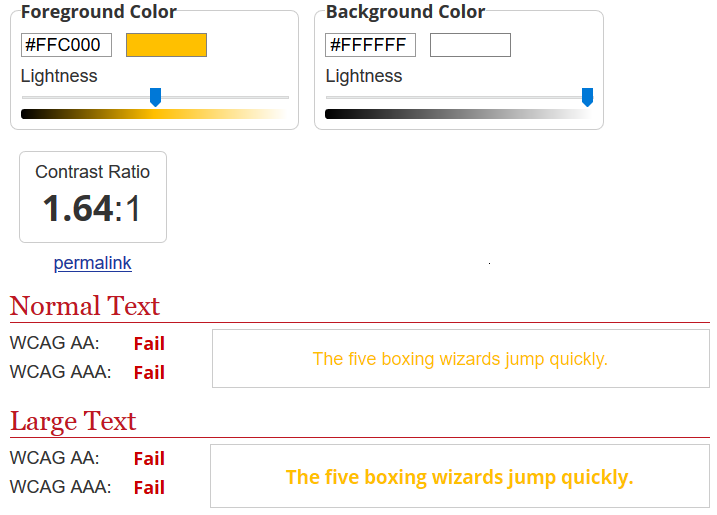 Foreground Color
#FFC000
Lightness
Background Color
#FFFFFF
Lightness
Contrast Ratio
1.64:1
permalink
Normal Text
WCAG AA: Fail
WCAG AAA: Fail
The five boxing wizards jump quickly.
Large Text
WCAG AA: Fail
WCAG AAA: Fail
The five boxing wizards jump quickly.